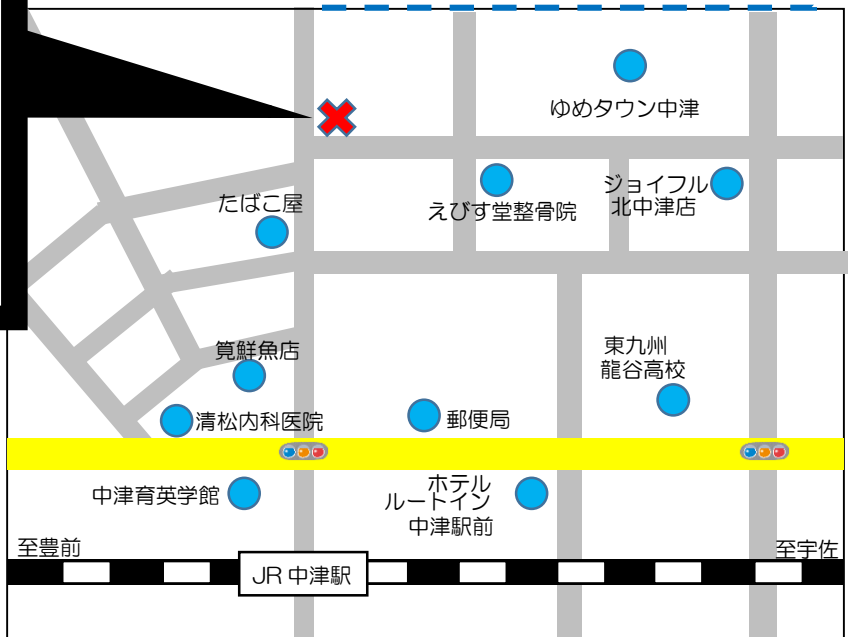 ゆめタウン中津
たばこ屋
えびす堂整骨院
ジョイフル
北中津店
筧鮮魚店
東九州
龍谷高校
清松内科医院
郵便局
中津育英学館
ホテル
ルートイン
中津駅前
至豊前
至宇佐
JR 中津駅